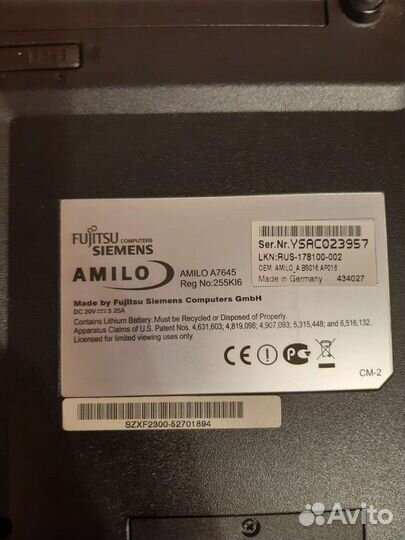 FUJITSU COMPUTERS
SIEMENS
AMILO
AMILO A7645
Reg No:255KI6
Ser.Nr.YSAC023957
LKN:RUS-178100-002
OEM: AMILO_A BS016 AP016
Made in Germany 434027
Made by Fujitsu Siemens Computers GmbH
DC 20V 3.25A
Contains Lithium Battery. Must be Recycled or Disposed of Properly.
Apparatus Claims of U.S. Patent Nos. 4,631,603; 4,819,098; 4,907,093; 5,315,448; and 6,516,132.
Licensed for limited viewing uses only.
CE
CM-2
SZXF2300-52701894
Avito